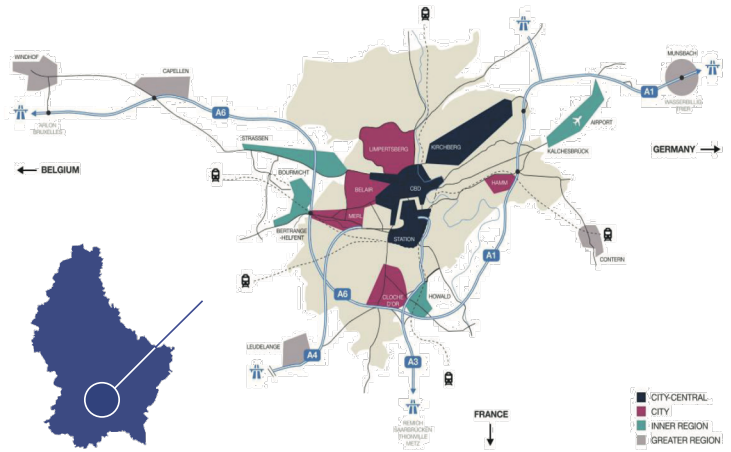 WINDHOF
CAPELLEN
MUNSBACH
A1
WASSERBILLIG
TRIER
ARLON
BRUXELLES
A6
STRASSEN
LIMPERTSBERG
KIRCHBERG
AIRPORT
KALCHESBRÜCK
GERMANY
BELGIUM
BOURMICHT
BELAIR
CBD
HAMM
MERL
BERTRANGE
-HELFENT
STATION
A1
CONTERN
A6
CLOCHE
D'OR
HOWALD
LEUDELANGE
A4
A3
REMICH
SAARBRÜCKEN
THIONVILLE
METZ
FRANCE
CITY-CENTRAL
CITY
INNER REGION
GREATER REGION